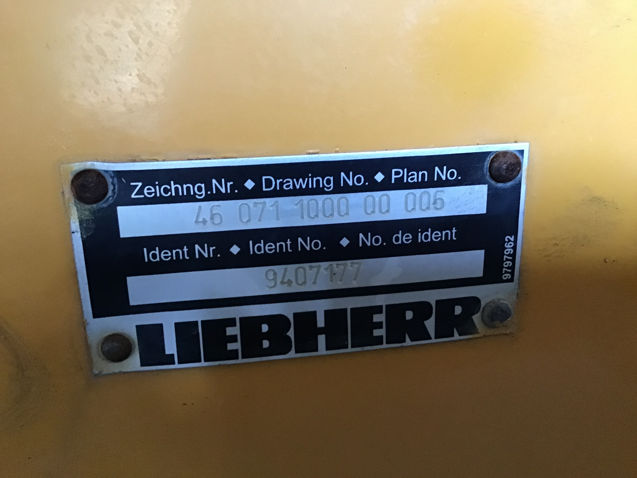 Zeichng.Nr. ◆ Drawing No. ◆ Plan No.
46 071 1000 00 005
Ident Nr. ◆ Ident No. ◆ No. de ident
9407177
9797962
LIEBHERR